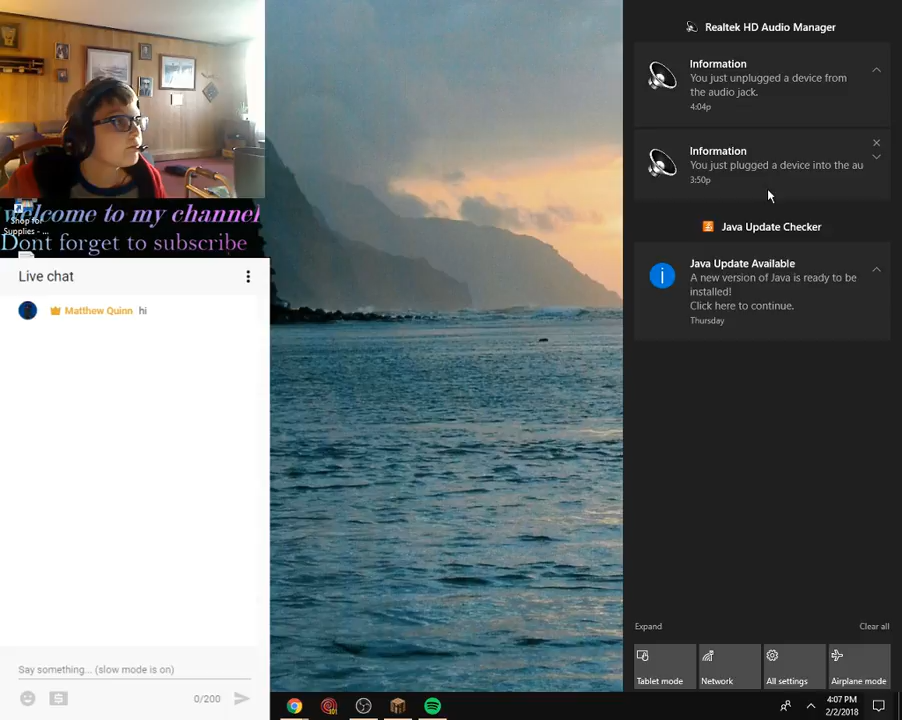 Shop for
Supplies - ...
welcome to my channel
Dont forget to subscribe
Live chat
Matthew Quinn hi
Say something... (slow mode is on)
0/200
Realtek HD Audio Manager
Information
You just unplugged a device from
the audio jack.
4:04p
Information
You just plugged a device into the au
3:50p
Java Update Checker
Java Update Available
A new version of Java is ready to be
installed!
Click here to continue.
Thursday
Expand
Clear all
Tablet mode
Network
All settings
Airplane mode
4:07 PM
2/2/2018